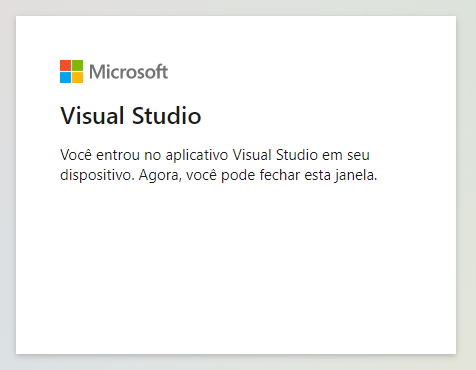 Microsoft
Visual Studio
Você entrou no aplicativo Visual Studio em seu
dispositivo. Agora, você pode fechar esta janela.